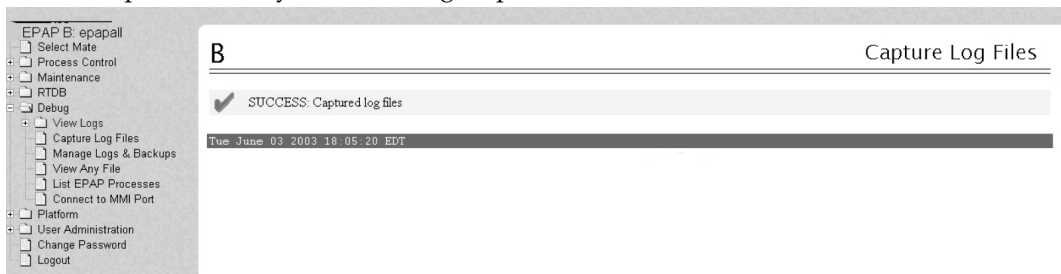 EPAP B: epapall
Select Mate
Process Control
Maintenance
RTDB
Debug
View Logs
Capture Log Files
Manage Logs & Backups
View Any File
List EPAP Processes
Connect to MMI Port
Platform
User Administration
Change Password
Logout
B
Capture Log Files
SUCCESS: Captured log files
Tue June 03 2003 18:05:20 EDT